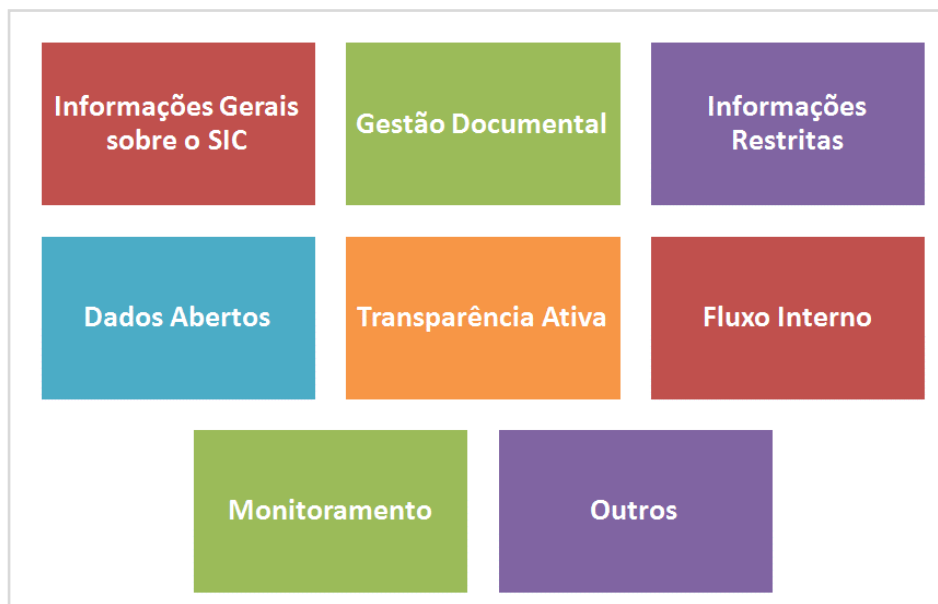 Informações Gerais
sobre o SIC
Gestão Documental
Informações
Restritas
Dados Abertos
Transparência Ativa
Fluxo Interno
Monitoramento
Outros